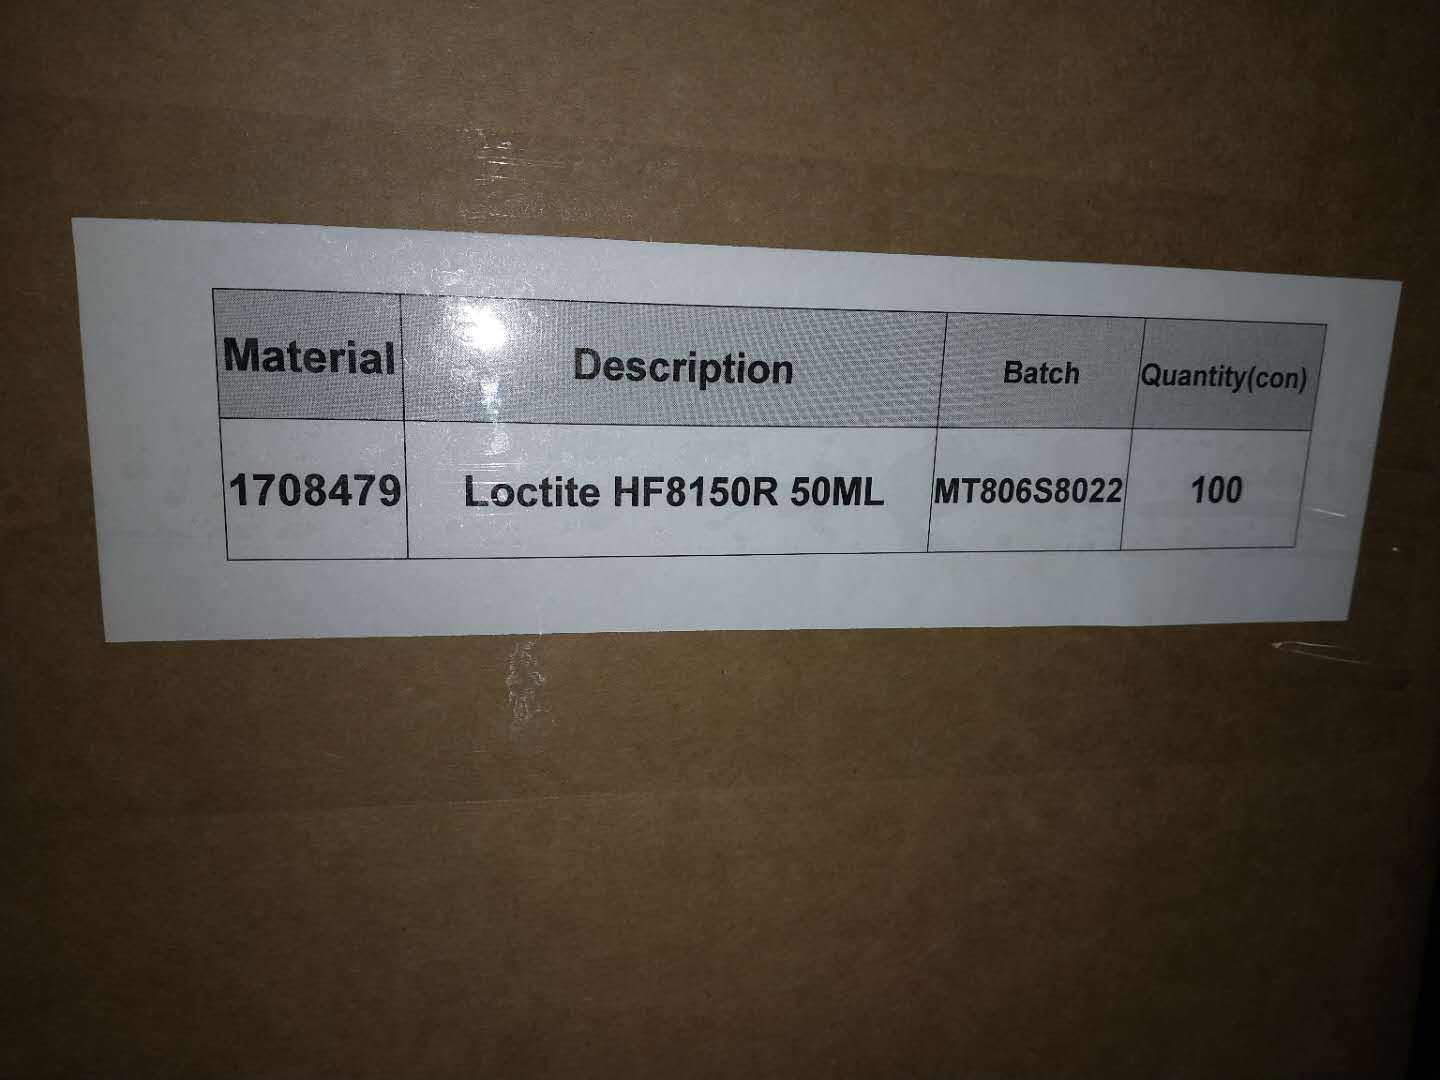 Material Description Batch Quantity(con)
1708479 Loctite HF8150R 50ML MT806S8022 100